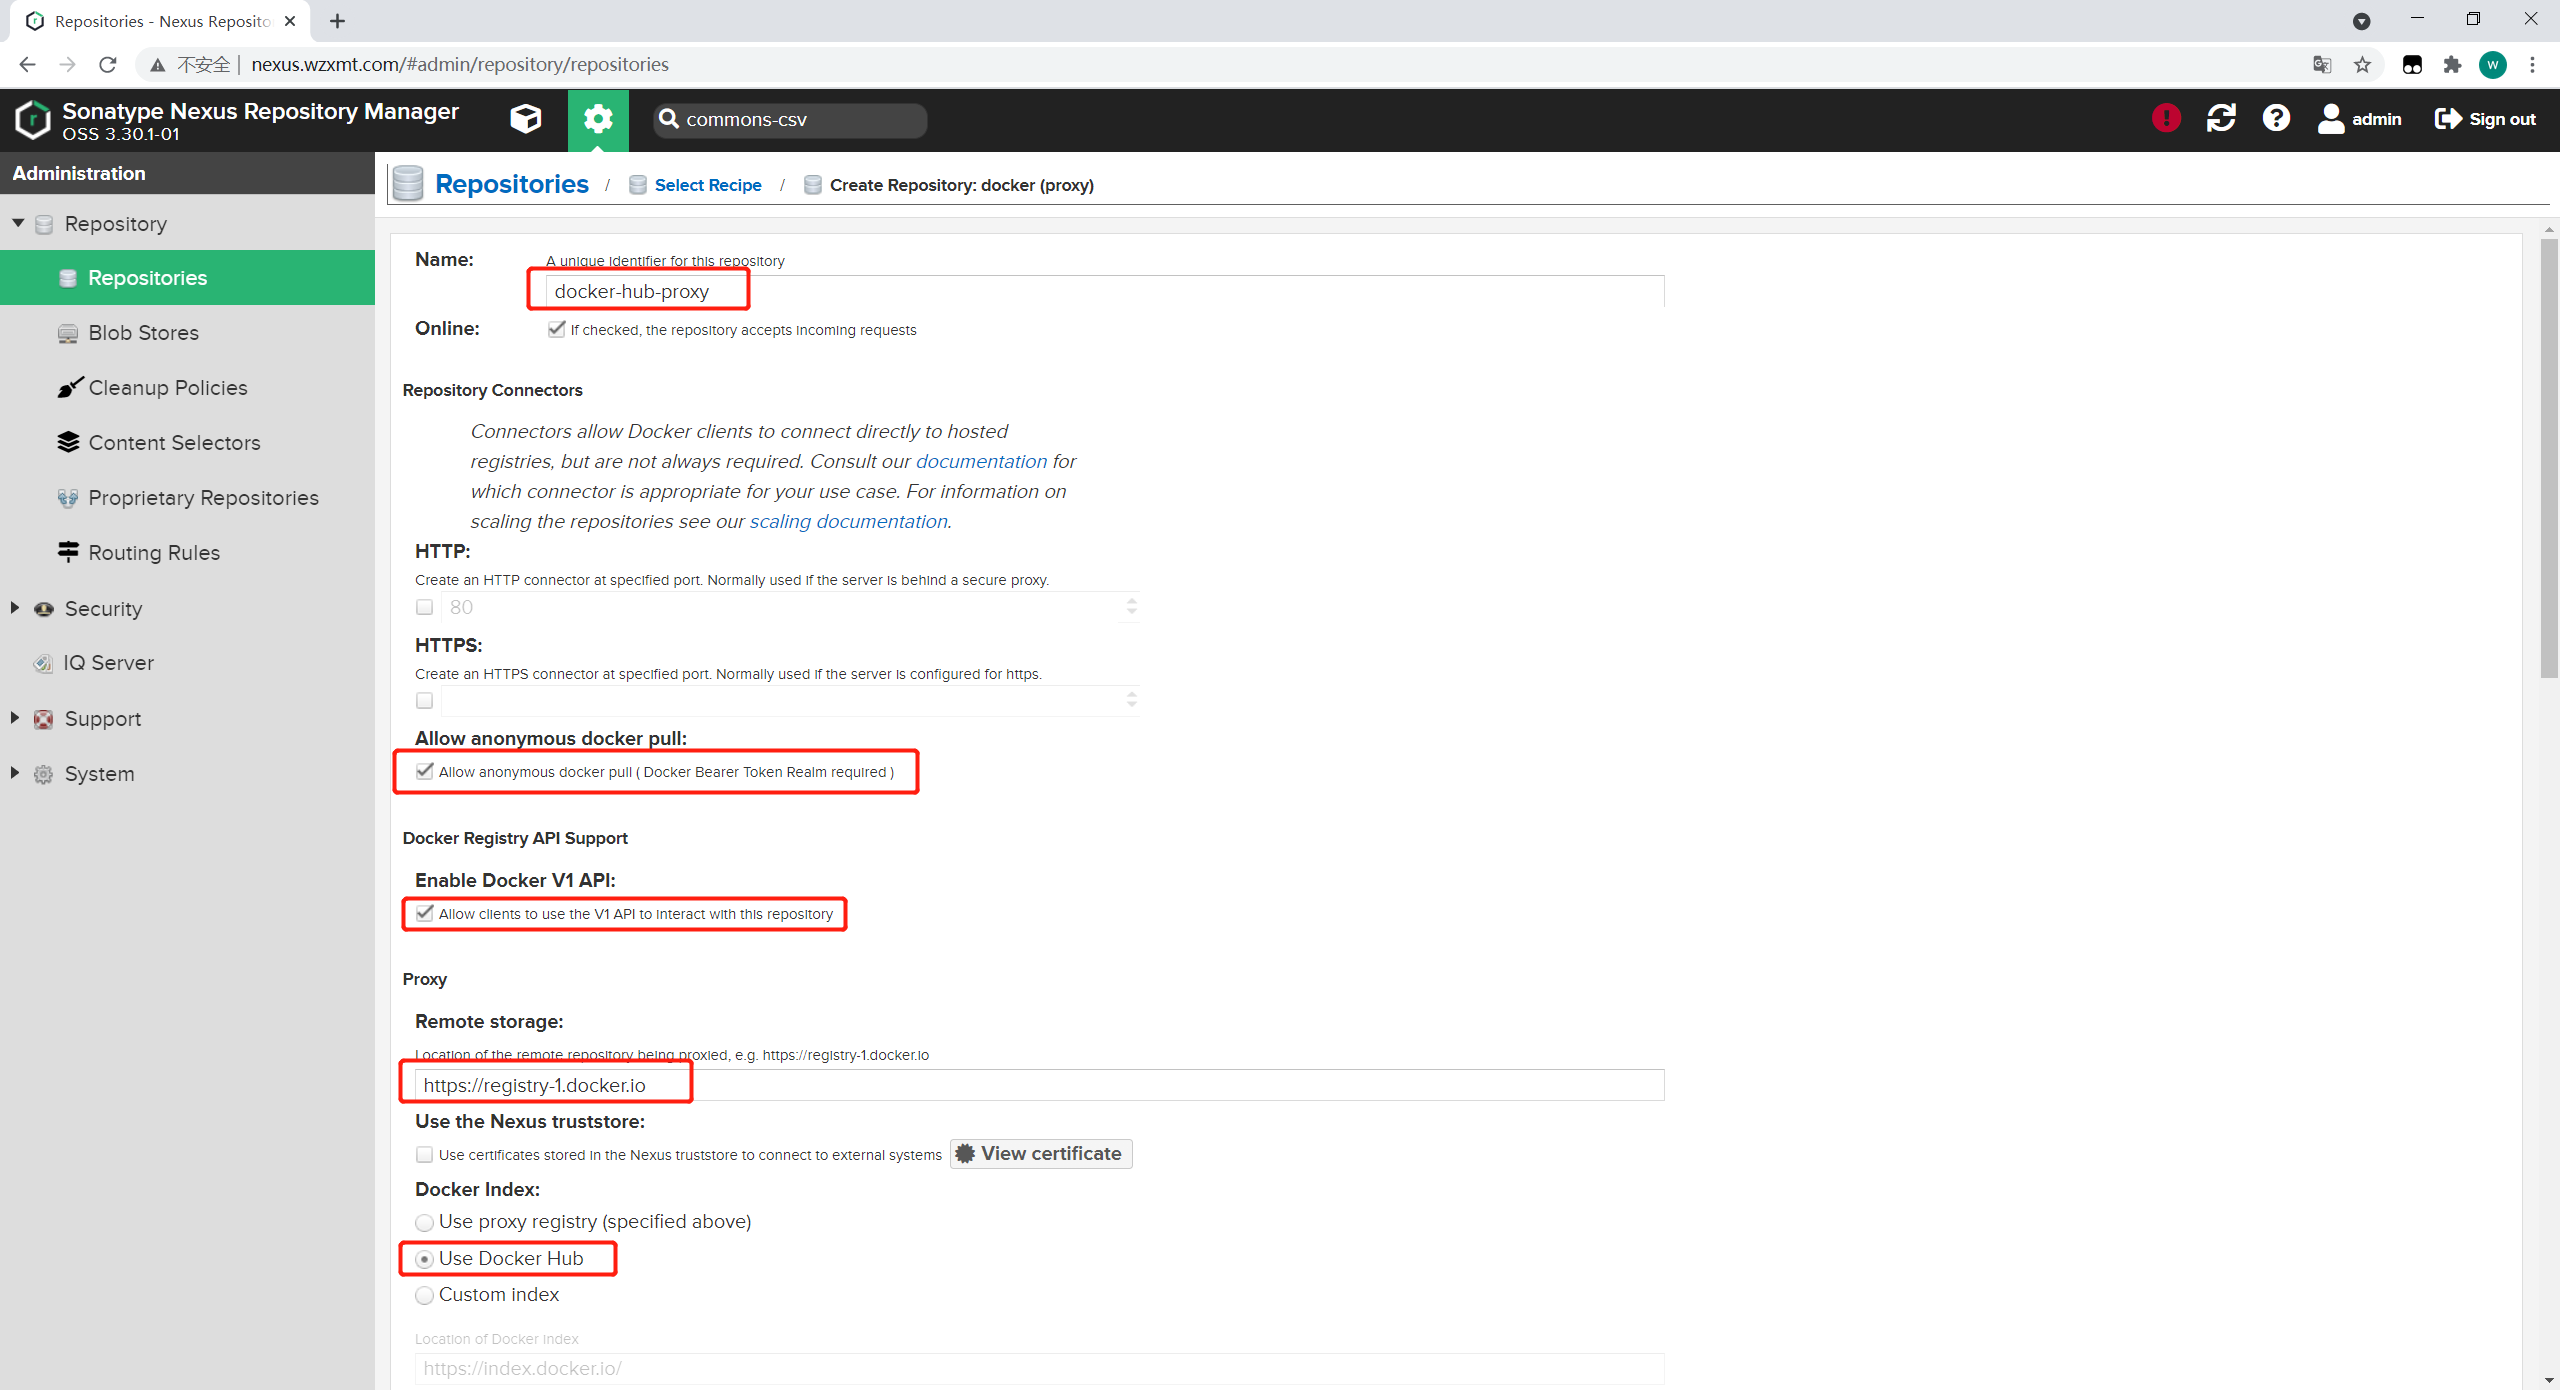 Repositories - Nexus Reposito
不安全 | nexus.wzxmt.com/#admin/repository/repositories
W
Sonatype Nexus Repository Manager
OSS 3.30.1-01
commons-csv
admin
Sign out
Administration
Repository
Repositories
Blob Stores
Cleanup Policies
Content Selectors
Proprietary Repositories
Routing Rules
Security
IQ Server
Support
System
Repositories / Select Recipe / Create Repository: docker (proxy)
Name: A unique identifier for this repository
docker-hub-proxy
Online: If checked, the repository accepts incoming requests
Repository Connectors
Connectors allow Docker clients to connect directly to hosted
registries, but are not always required. Consult our documentation for
which connector is appropriate for your use case. For information on
scaling the repositories see our scaling documentation.
HTTP:
Create an HTTP connector at specified port. Normally used if the server is behind a secure proxy.
80
HTTPS:
Create an HTTPS connector at specified port. Normally used if the server is configured for https.
Allow anonymous docker pull:
Allow anonymous docker pull ( Docker Bearer Token Realm required )
Docker Registry API Support
Enable Docker V1 API:
Allow clients to use the V1 API to interact with this repository
Proxy
Remote storage:
Location of the remote repository being proxied, e.g. https://registry-1.docker.io
https://registry-1.docker.io
Use the Nexus truststore:
Use certificates stored in the Nexus truststore to connect to external systems View certificate
Docker Index:
Use proxy registry (specified above)
Use Docker Hub
Custom index
Location of Docker index
https://index.docker.io/